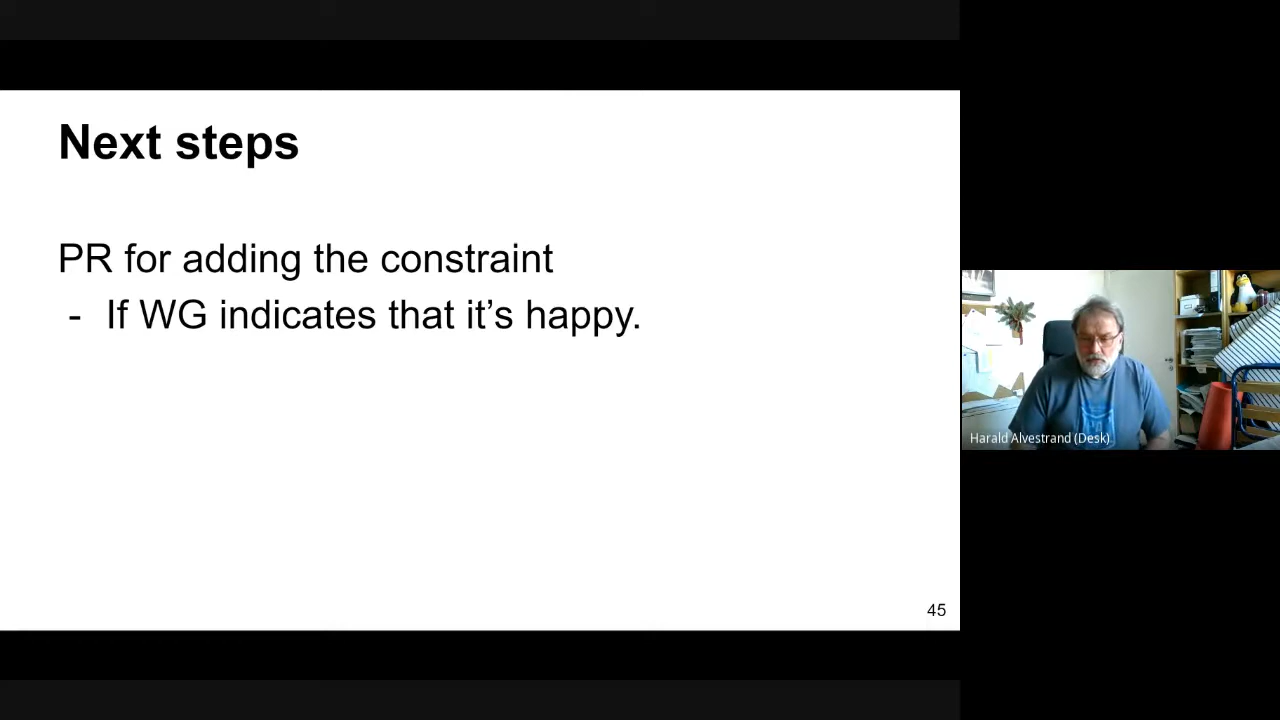 Next steps
PR for adding the constraint
- If WG indicates that it’s happy.
45
Harald Alvestrand (Desk)